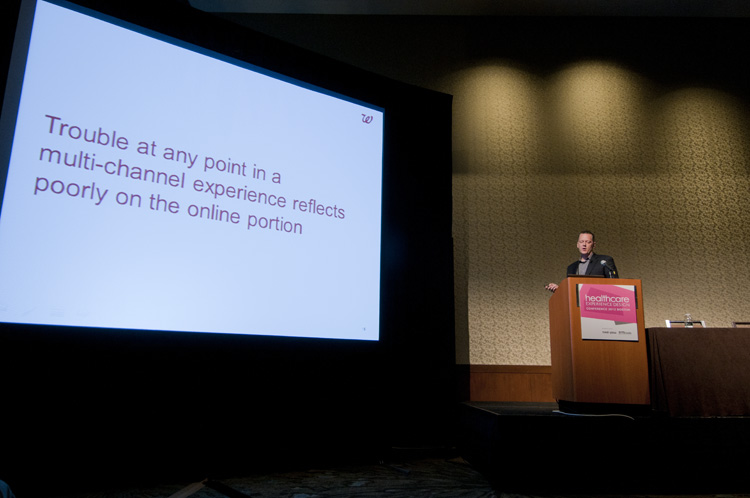 w
Trouble at any point in a
multi-channel experience reflects
poorly on the online portion
healthcare
EXPERIENCE DESIGN